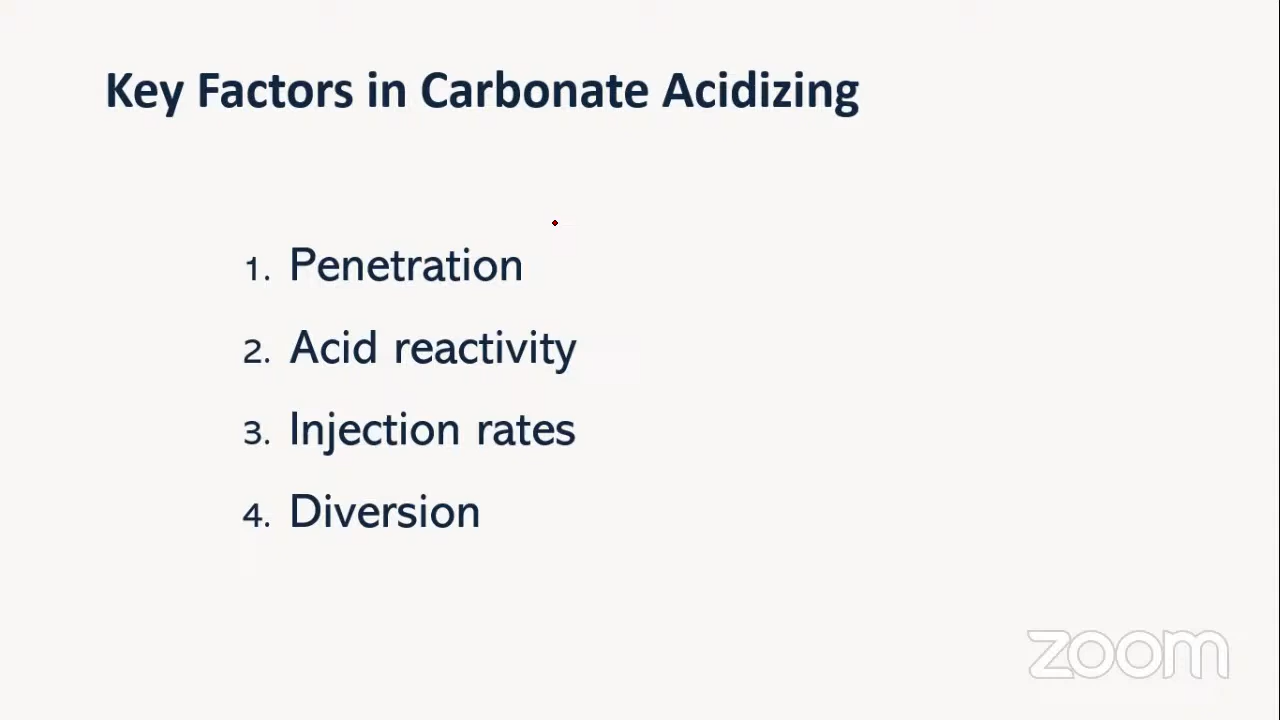 Key Factors in Carbonate Acidizing
1. Penetration
2. Acid reactivity
3. Injection rates
4. Diversion
zoom